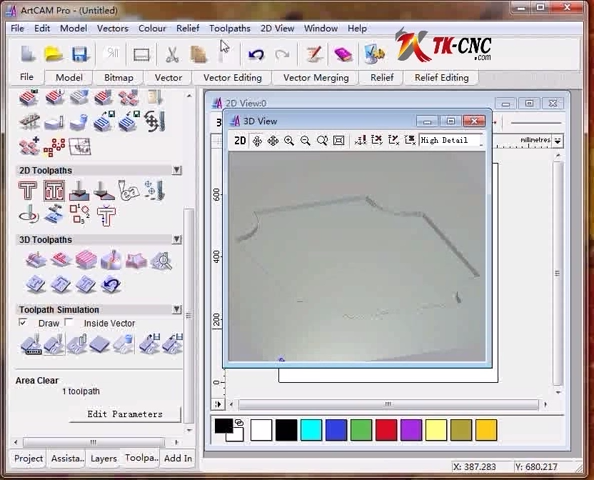 ArtCAM Pro - (Untitled)
File Edit Model Vectors Colour Relief Toolpaths 2D View Window Help
TK-CNC
.com
File Model Bitmap Vector Vector Editing Vector Merging Relief Relief Editing
2D View:0
3D View
2D High Detail
millimetres
2D Toolpaths
3D Toolpaths
Toolpath Simulation
Draw Inside Vector
Area Clear
1 toolpath
Edit Parameters
600
400
200
0
Project Assista.. Layers Toolpa.. Add In
X: 387.283 Y: 680.217